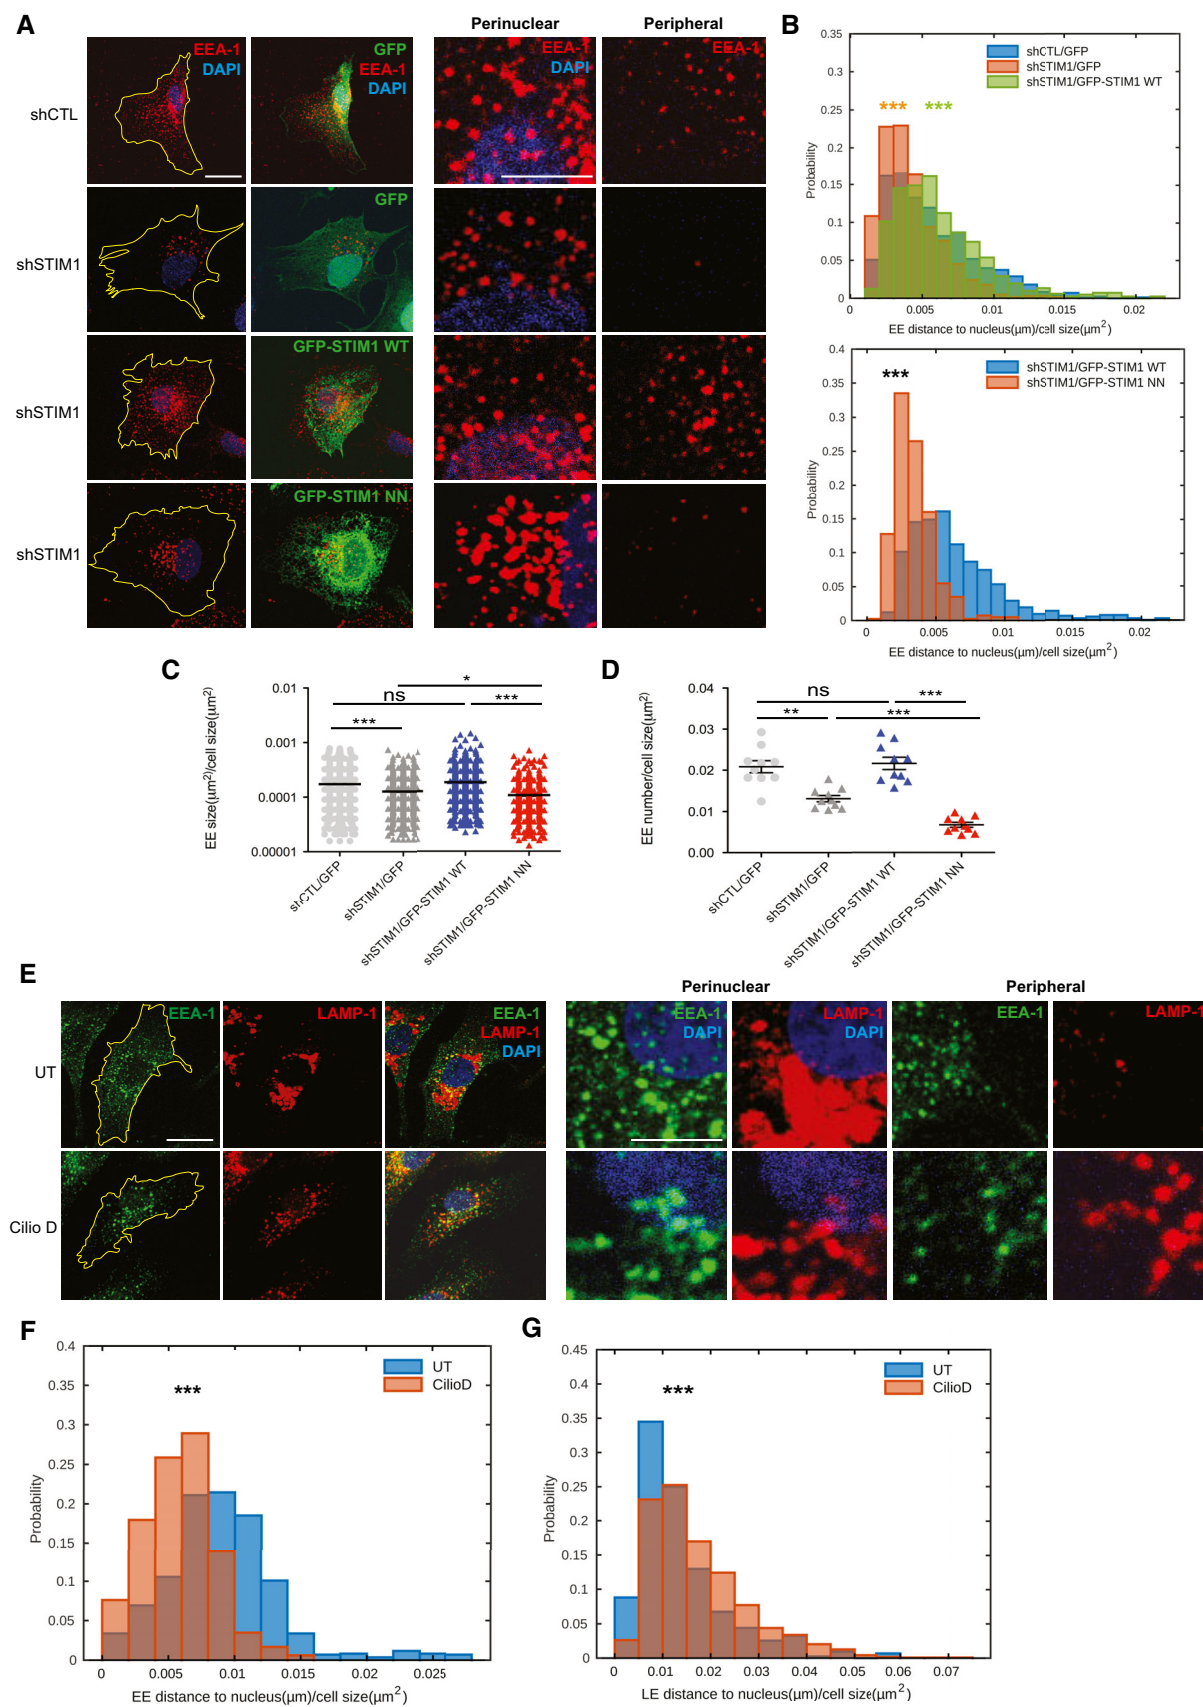 A
Perinuclear
Peripheral
shCTL
EEA-1
DAPI
GFP
EEA-1
DAPI
EEA-1
DAPI
EEA-1
shSTIM1
GFP
shSTIM1
GFP-STIM1 WT
shSTIM1
GFP-STIM1 NN
B
0.35
0.3
0.25
0.2
0.15
0.1
0.05
0
Probability
shCTL/GFP
shSTIM1/GFP
shSTIM1/GFP-STIM1 WT
*** ***
0 0.005 0.01 0.015 0.02
EE distance to nucleus(µm)/cell size(µm²)
0.4
0.35
0.3
0.25
0.2
0.15
0.1
0.05
0
Probability
shSTIM1/GFP-STIM1 WT
shSTIM1/GFP-STIM1 NN
***
0 0.005 0.01 0.015 0.02
EE distance to nucleus(µm)/cell size(µm²)
C
EE size(µm²)/cell size(µm²)
0.01
0.001
0.0001
0.00001
*
ns ***
***
shCTL/GFP
shSTIM1/GFP
shSTIM1/GFP-STIM1 WT
shSTIM1/GFP-STIM1 NN
D
EE number/cell size(µm²)
0.04
0.03
0.02
0.01
0.00
ns ***
** ***
shCTL/GFP
shSTIM1/GFP
shSTIM1/GFP-STIM1 WT
shSTIM1/GFP-STIM1 NN
E
Perinuclear
Peripheral
UT
EEA-1
LAMP-1
EEA-1
LAMP-1
DAPI
EEA-1
DAPI
LAMP-1
DAPI
EEA-1
LAMP-1
Cilio D
F
0.4
0.35
0.3
0.25
0.2
0.15
0.1
0.05
0
Probability
UT
CilioD
***
0 0.005 0.01 0.015 0.02 0.025
EE distance to nucleus(µm)/cell size(µm²)
G
0.45
0.4
0.35
0.3
0.25
0.2
0.15
0.1
0.05
0
Probability
UT
CilioD
***
0 0.01 0.02 0.03 0.04 0.05 0.06 0.07
LE distance to nucleus(µm)/cell size(µm²)